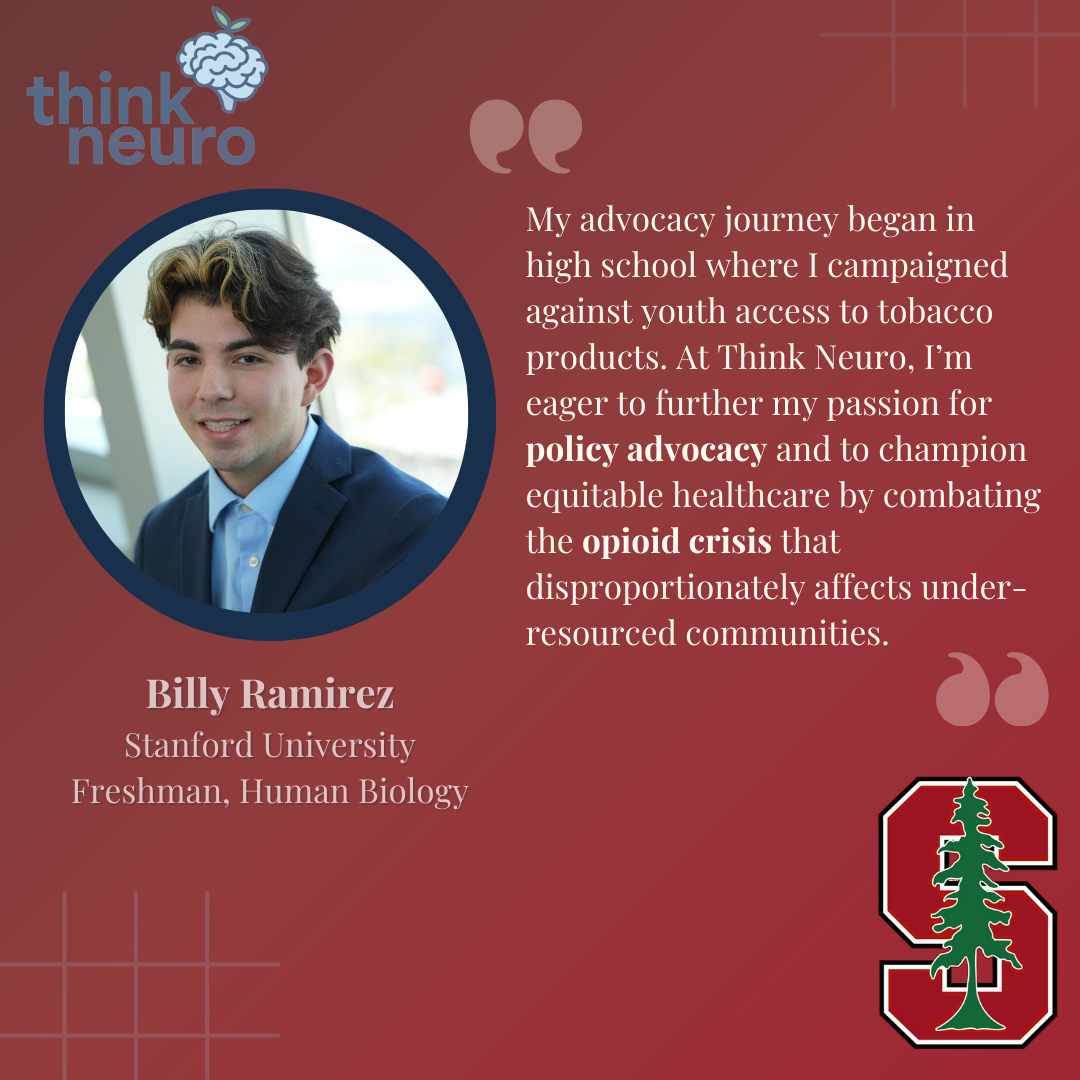 think
neuro
My advocacy journey began in
high school where I campaigned
against youth access to tobacco
products. At Think Neuro, I’m
eager to further my passion for
policy advocacy and to champion
equitable healthcare by combating
the opioid crisis that
disproportionately affects under-
resourced communities.
Billy Ramirez
Stanford University
Freshman, Human Biology
S